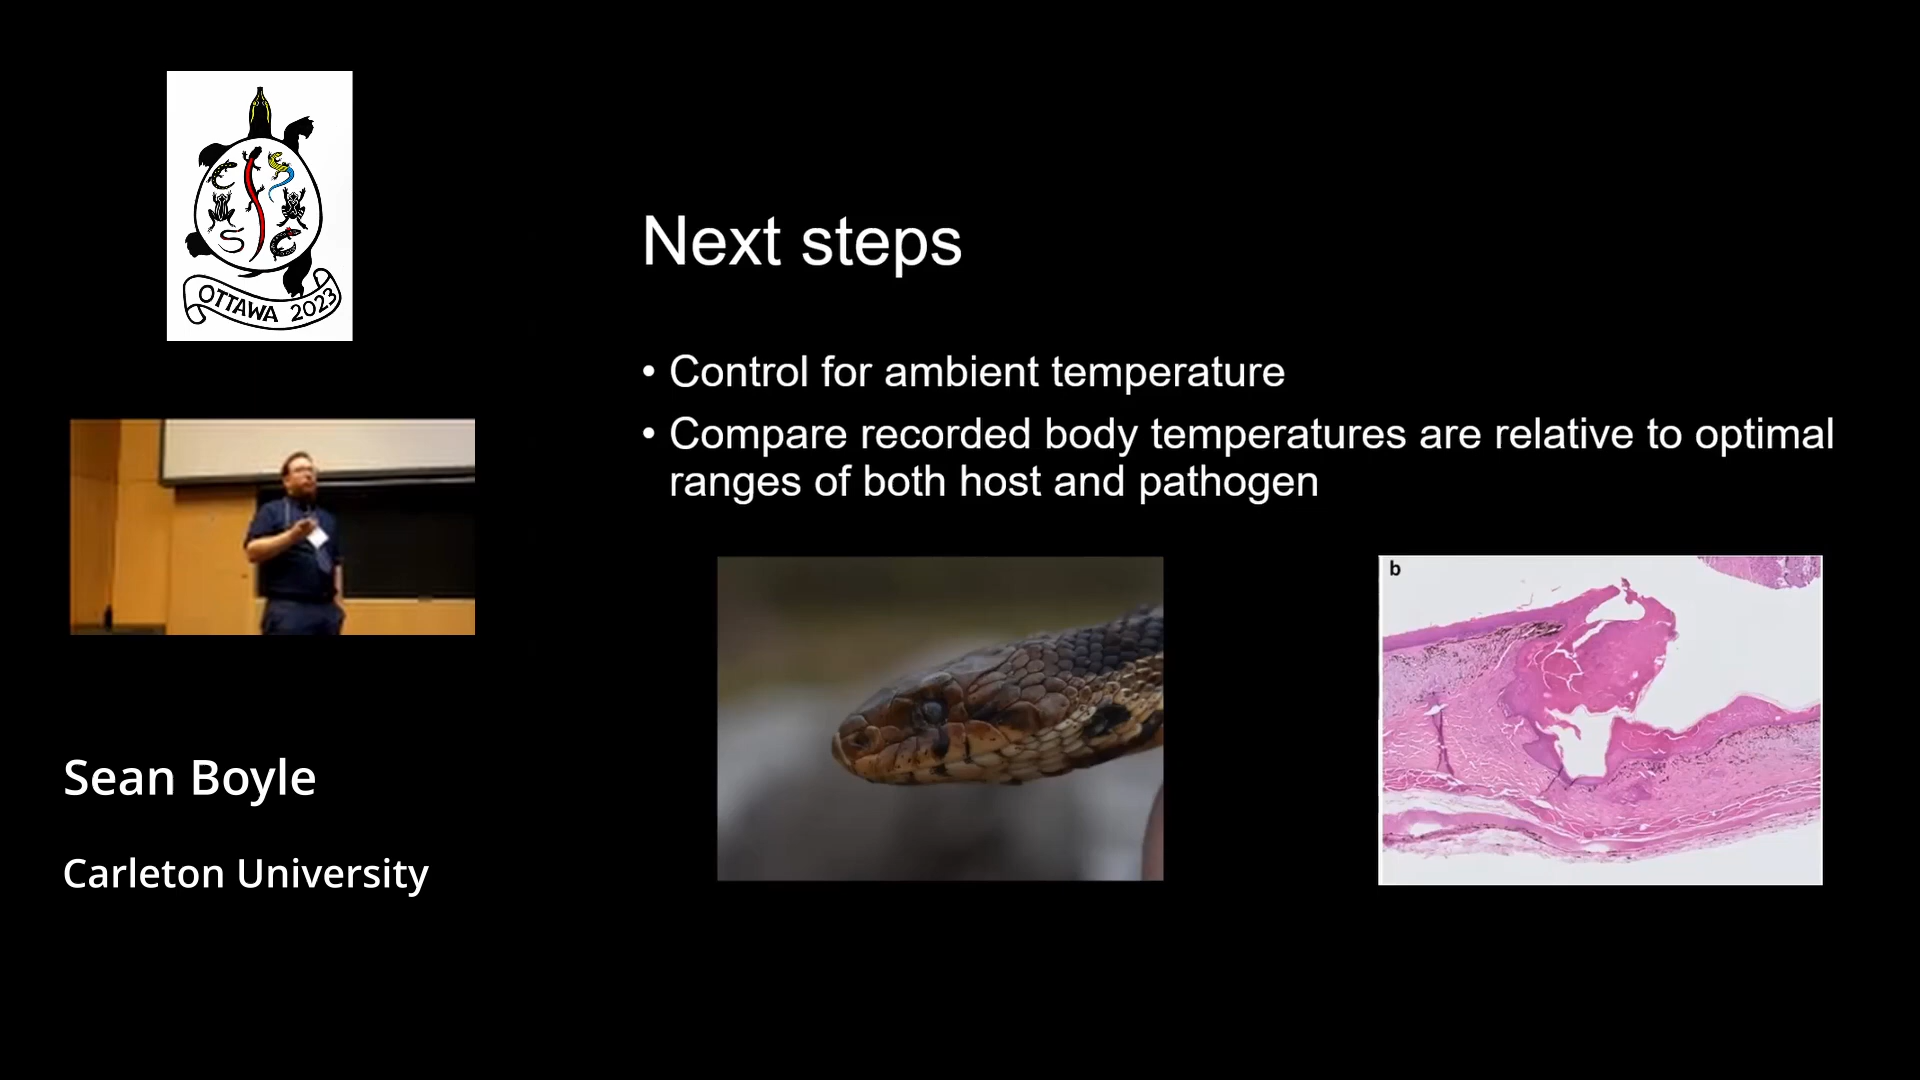 OTTAWA 2023
Next steps
• Control for ambient temperature
• Compare recorded body temperatures are relative to optimal
ranges of both host and pathogen
b
Sean Boyle
Carleton University